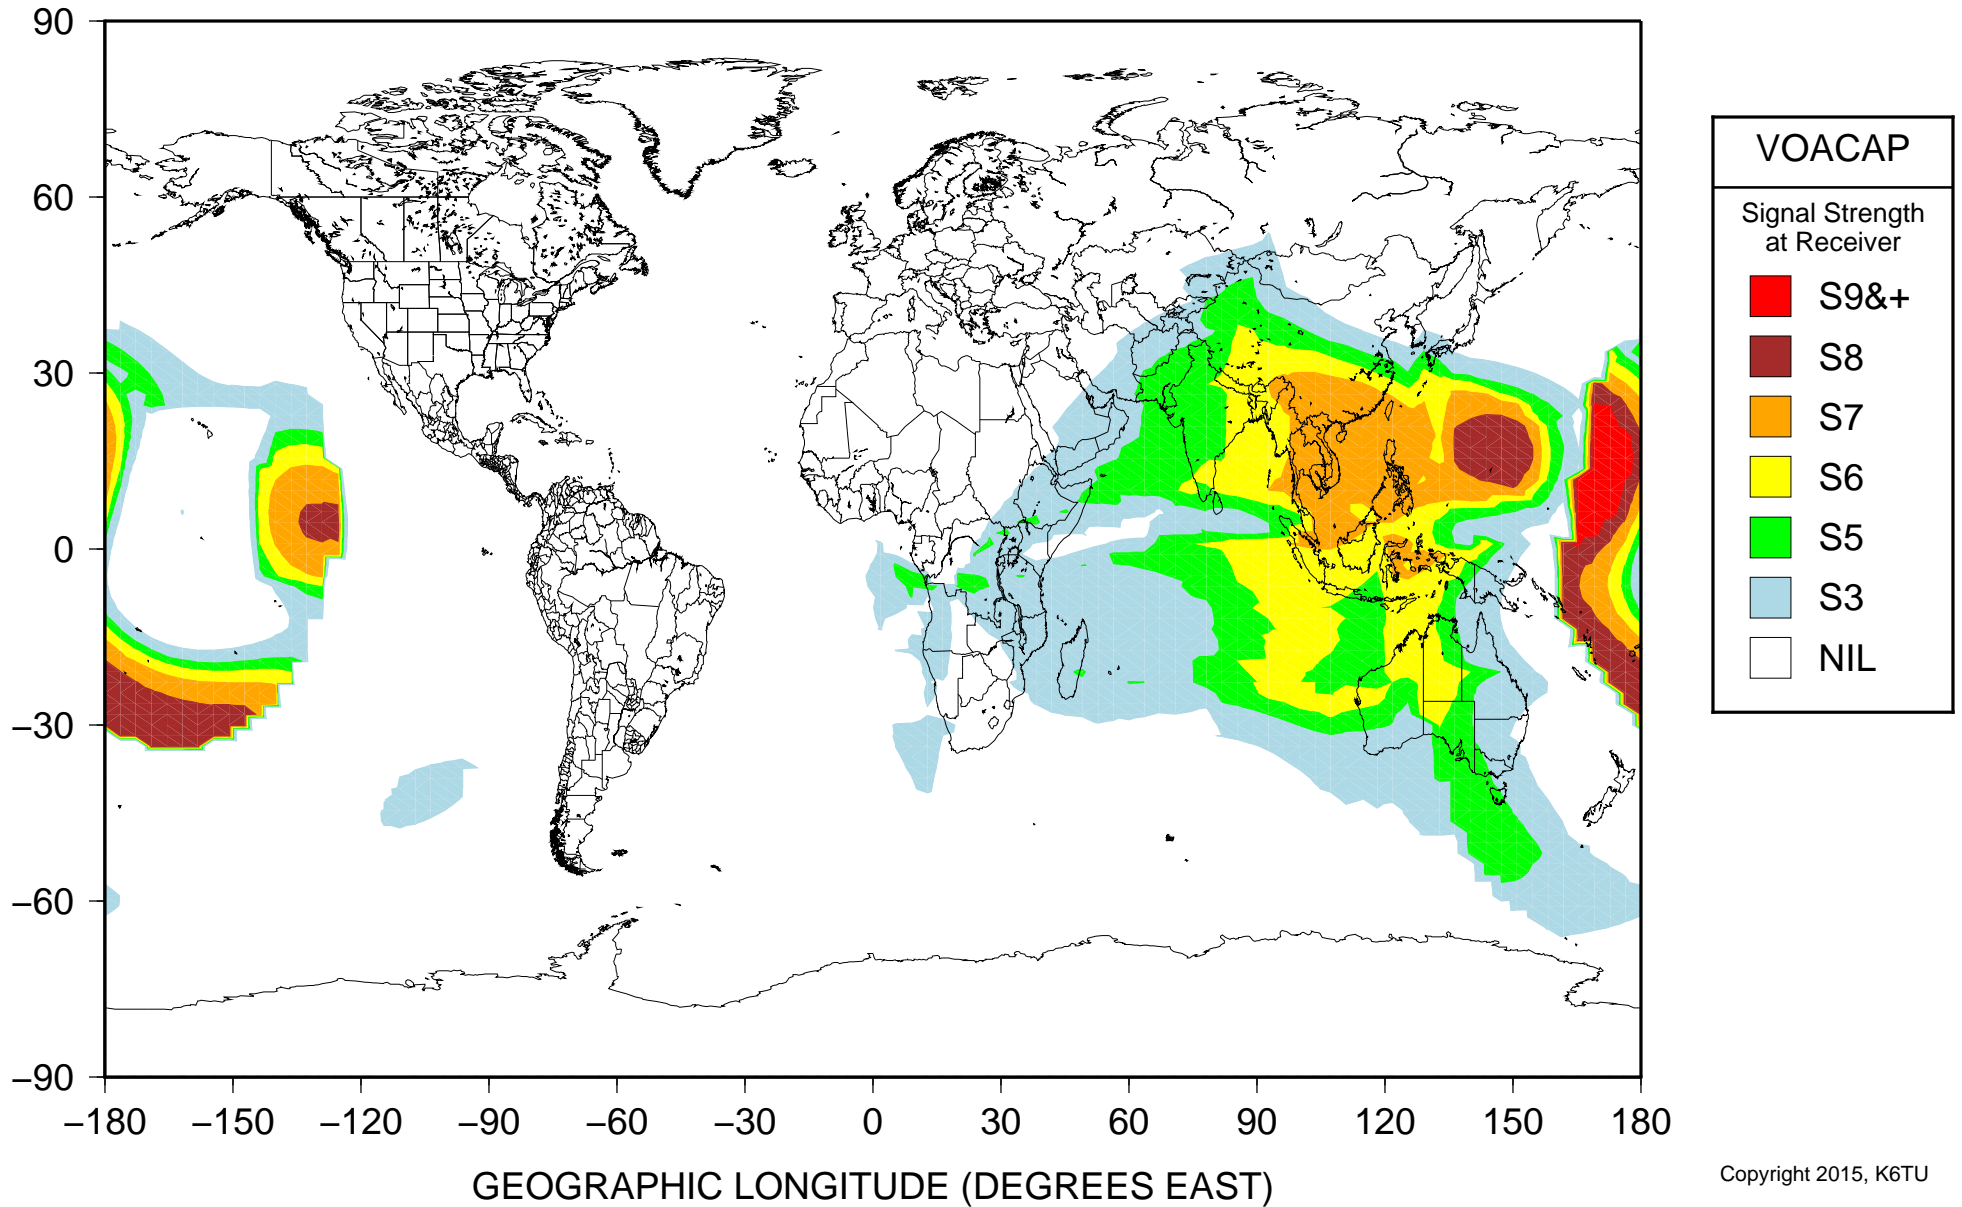 90
60
30
0
−30
−60
−90
−180 −150 −120 −90 −60 −30 0 30 60 90 120 150 180
GEOGRAPHIC LONGITUDE (DEGREES EAST)
VOACAP
Signal Strength
at Receiver
S9&+
S8
S7
S6
S5
S3
NIL
Copyright 2015, K6TU